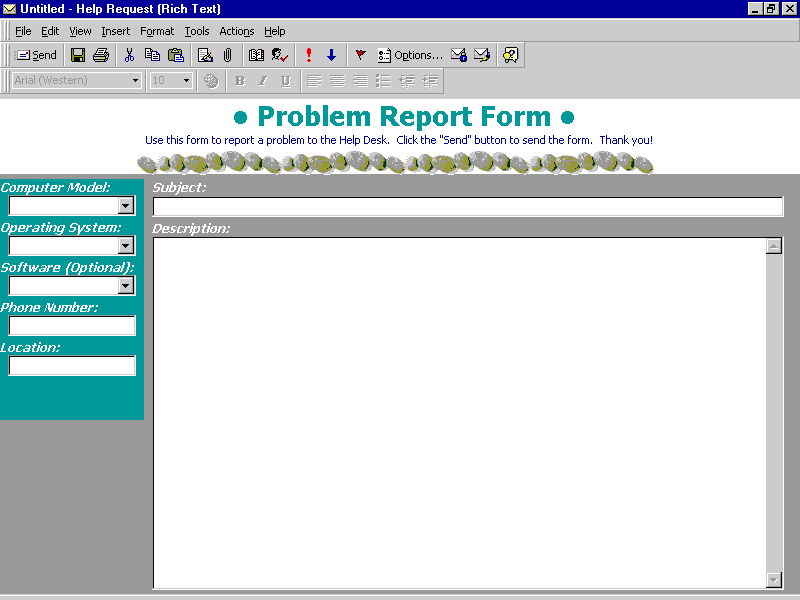 Untitled - Help Request (Rich Text)
File Edit View Insert Format Tools Actions Help
Send Options...
Arial (Western) 10 B I U
• Problem Report Form •
Use this form to report a problem to the Help Desk. Click the "Send" button to send the form. Thank you!
Computer Model:
Subject:
Operating System:
Description:
Software (Optional):
Phone Number:
Location: